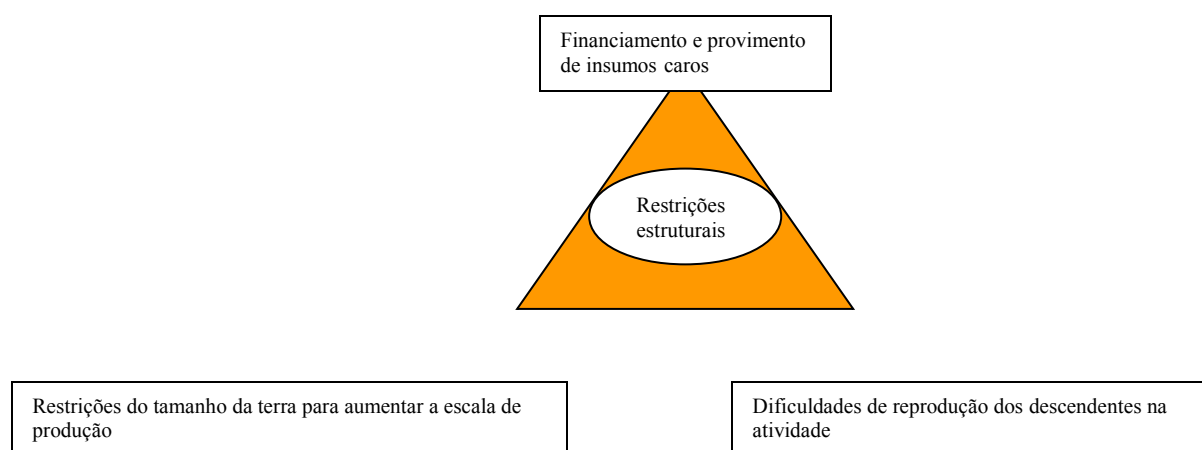 Financiamento e provimento
de insumos caros
Restrições
estruturais
Restrições do tamanho da terra para aumentar a escala de
produção
Dificuldades de reprodução dos descendentes na
atividade